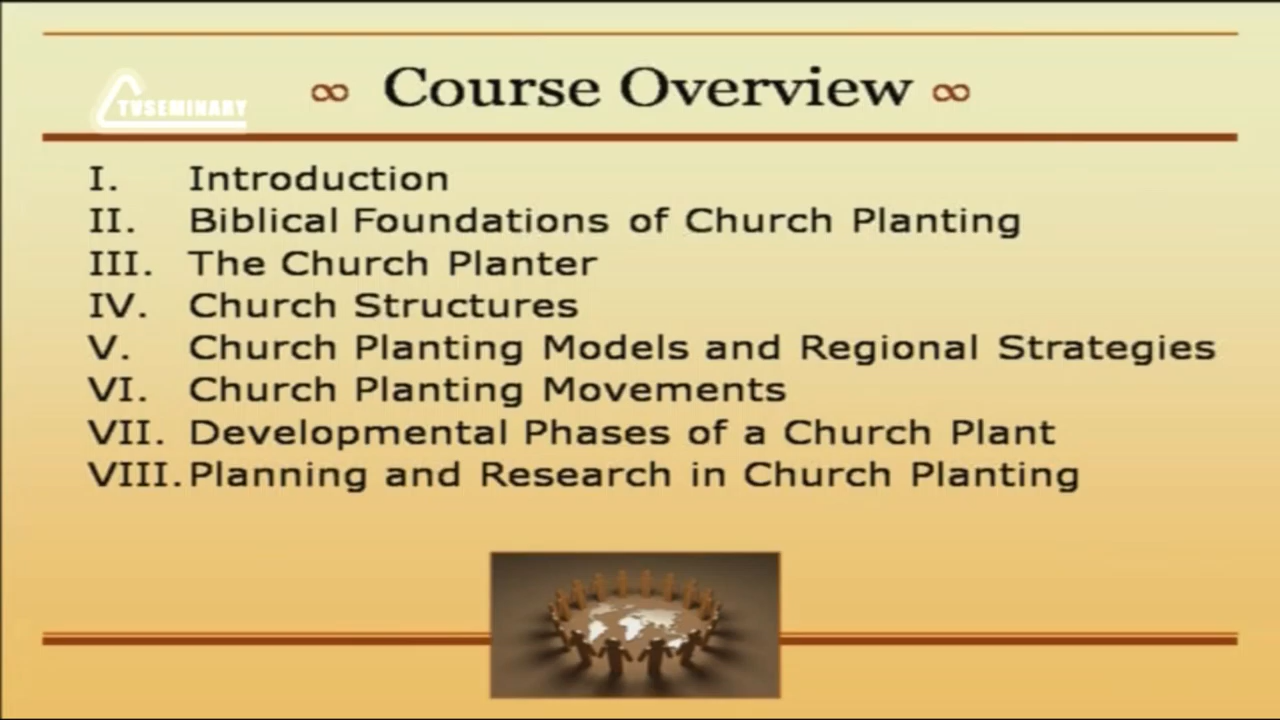 TUSEMINARY
∞ Course Overview ∞
I. Introduction
II. Biblical Foundations of Church Planting
III. The Church Planter
IV. Church Structures
V. Church Planting Models and Regional Strategies
VI. Church Planting Movements
VII. Developmental Phases of a Church Plant
VIII. Planning and Research in Church Planting